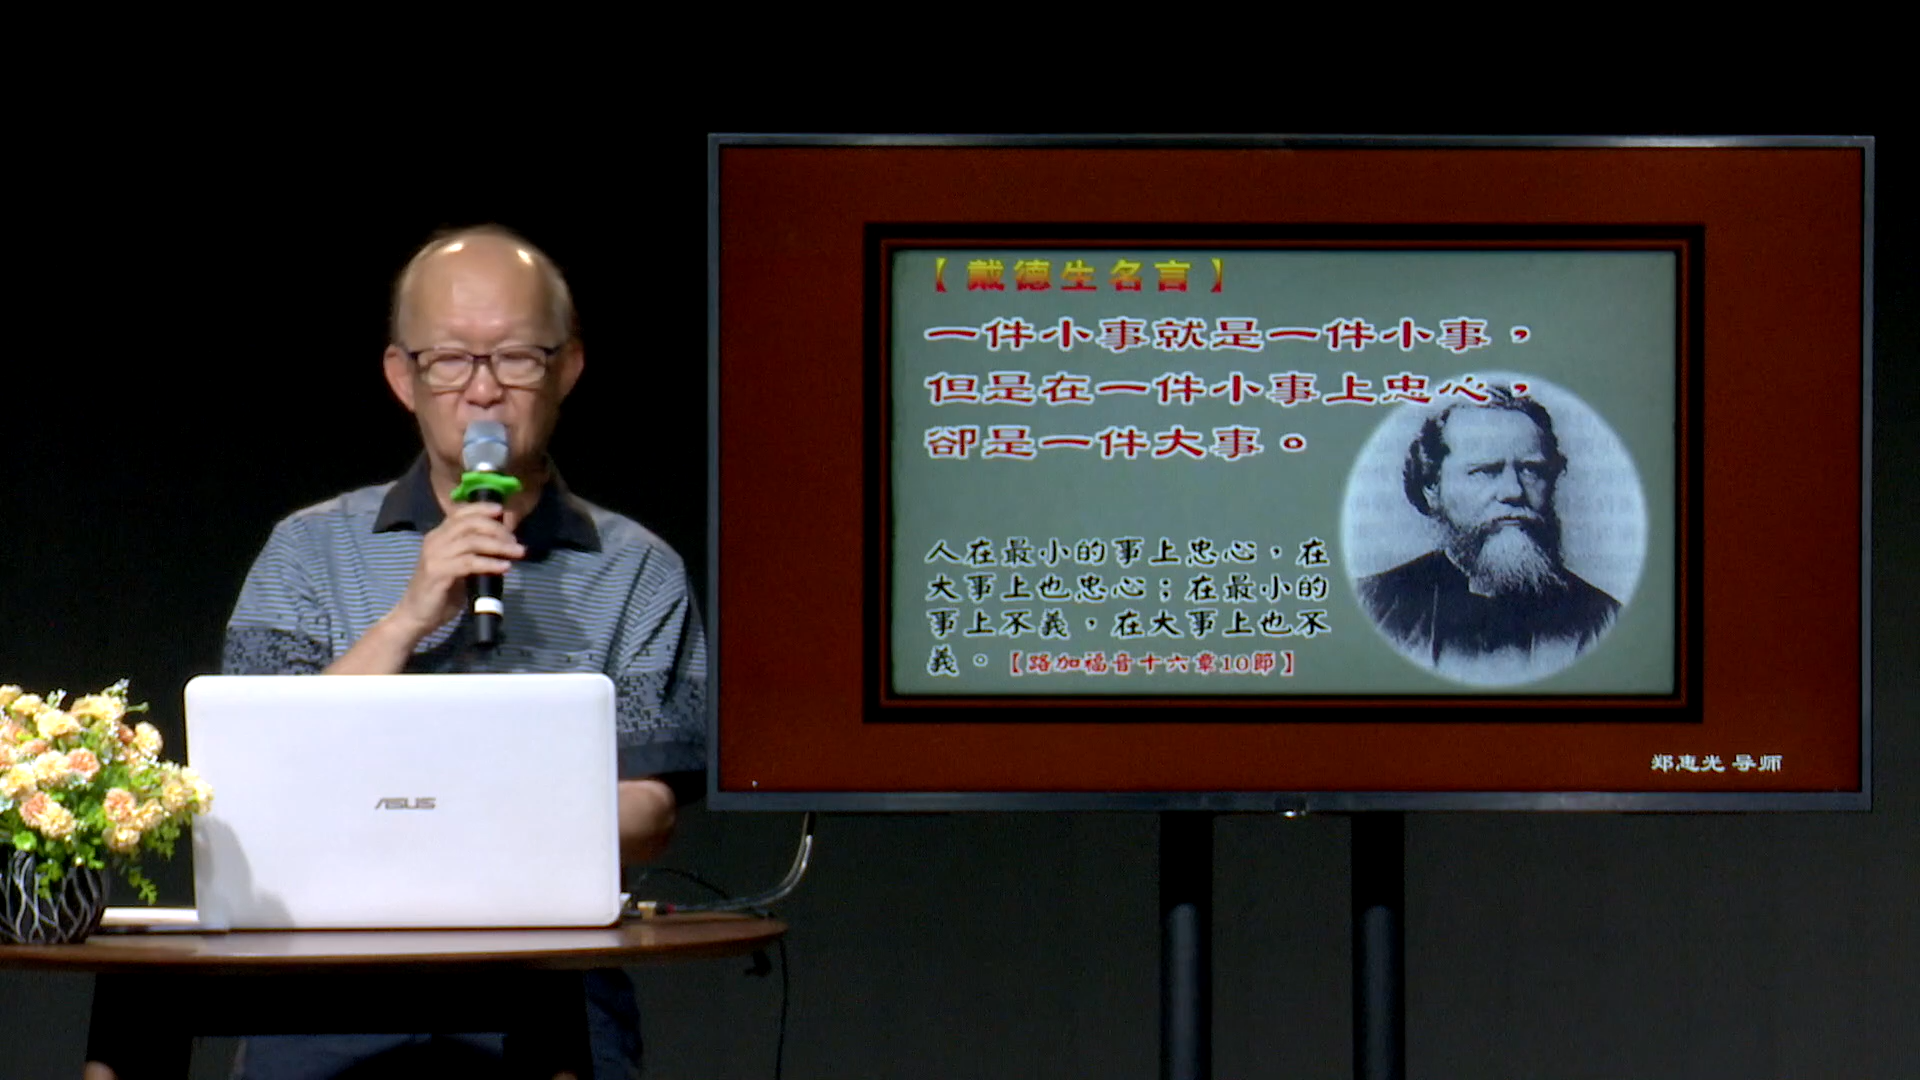 【戴德生名言】
一件小事就是一件小事，
但是在一件小事上忠心，
卻是一件大事。
人在最小的事上忠心，在
大事上也忠心；在最小的
事上不義，在大事上也不
義。【路加福音十六章10節】
郑惠光 导师
ASUS